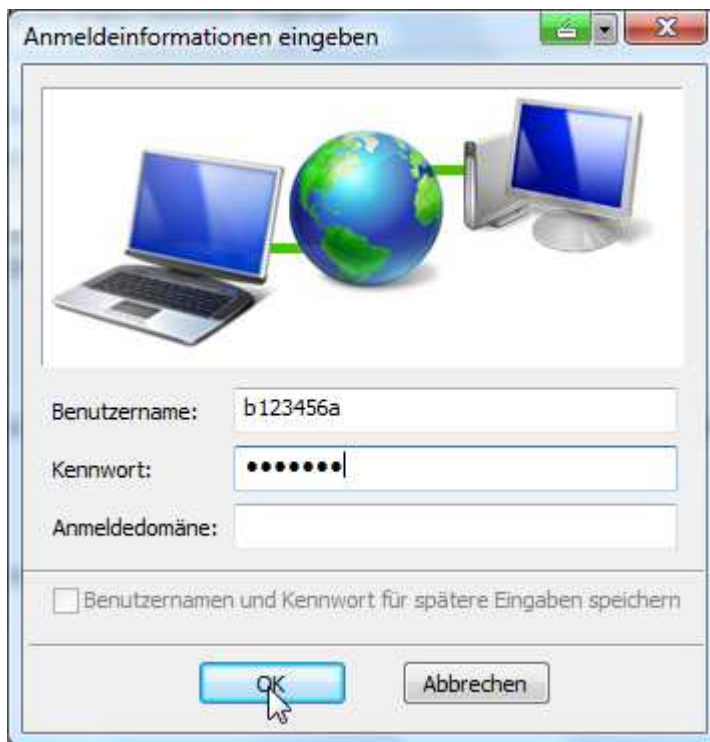 Anmeldeinformationen eingeben
Benutzername: b123456a
Kennwort: ●●●●●●●
Anmeldedomäne:
Benutzernamen und Kennwort für spätere Eingaben speichern
OK Abbrechen